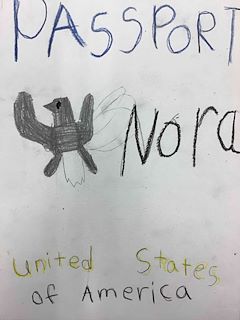 PASSPORT
Nora
United States
of America